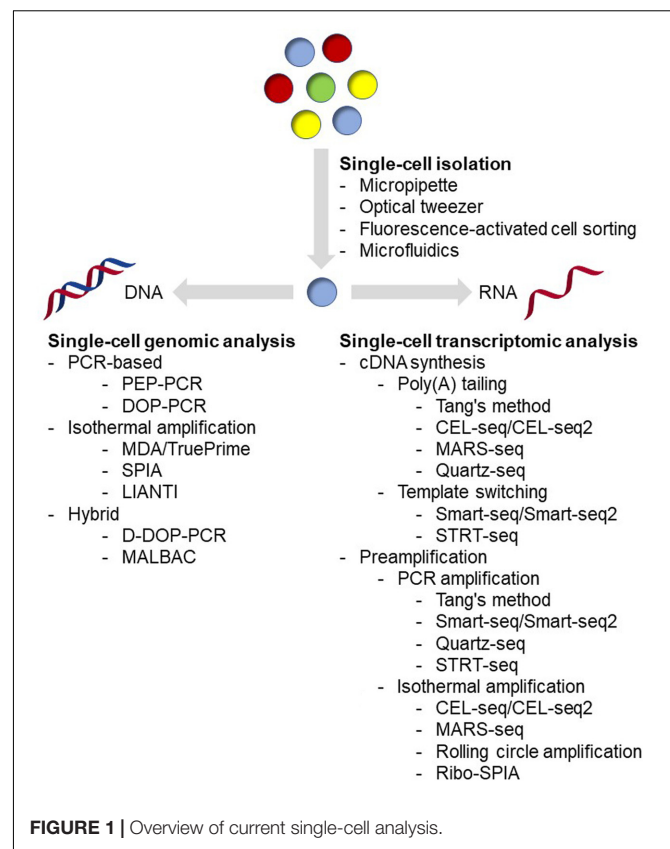 Single-cell isolation
- Micropipette
- Optical tweezer
- Fluorescence-activated cell sorting
- Microfluidics
DNA
RNA
Single-cell genomic analysis
- PCR-based
- PEP-PCR
- DOP-PCR
- Isothermal amplification
- MDA/TruePrime
- SPIA
- LIANTI
- Hybrid
- D-DOP-PCR
- MALBAC
Single-cell transcriptomic analysis
- cDNA synthesis
- Poly(A) tailing
- Tang's method
- CEL-seq/CEL-seq2
- MARS-seq
- Quartz-seq
- Template switching
- Smart-seq/Smart-seq2
- STRT-seq
- Preamplification
- PCR amplification
- Tang's method
- Smart-seq/Smart-seq2
- Quartz-seq
- STRT-seq
- Isothermal amplification
- CEL-seq/CEL-seq2
- MARS-seq
- Rolling circle amplification
- Ribo-SPIA
FIGURE 1 | Overview of current single-cell analysis.